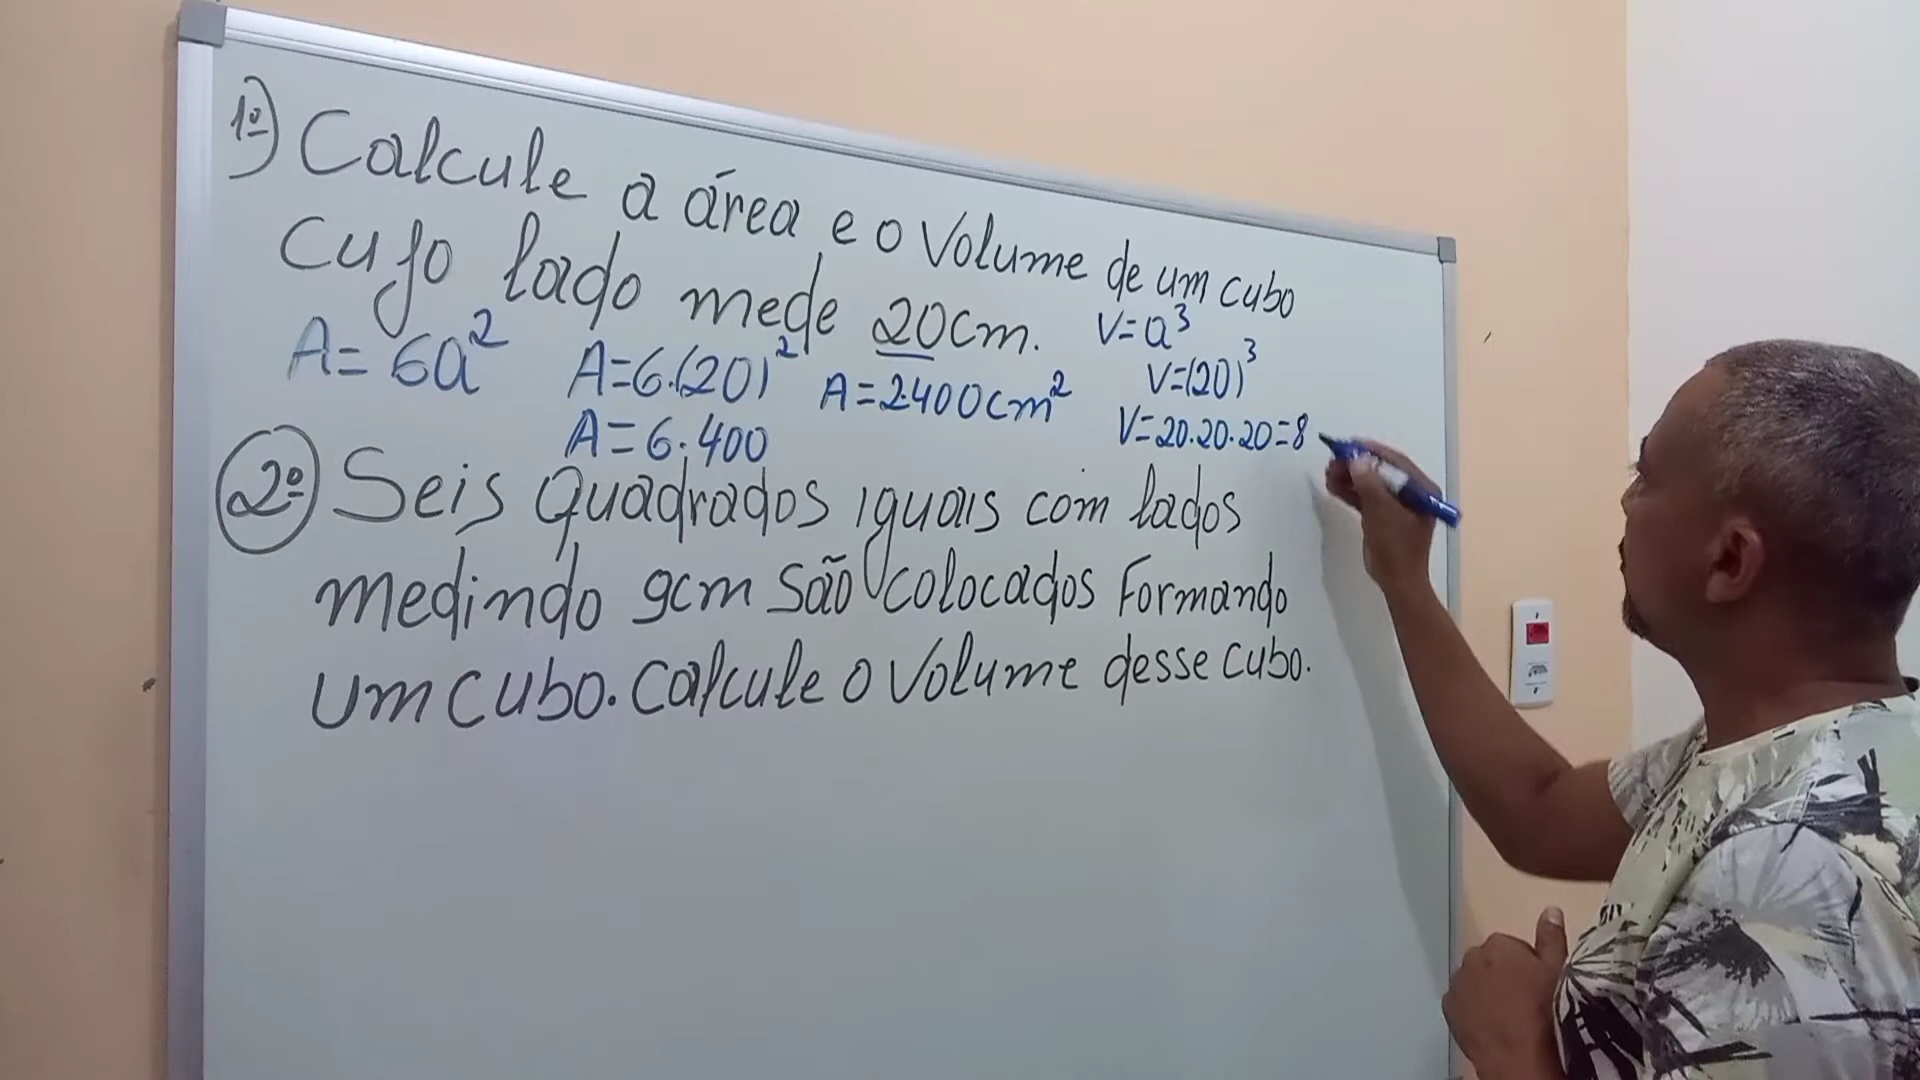 1º) Calcule a área e o Volume de um cubo
Cujo lado mede 20cm.
V=a³
A=6a²
A=6.(20)²
A=2.400cm²
V=(20)³
A=6.400
V=20.20.20=8
2º Seis quadrados iguais com lados
medindo 9cm são colocados Formando
um cubo. Calcule o Volume desse cubo.